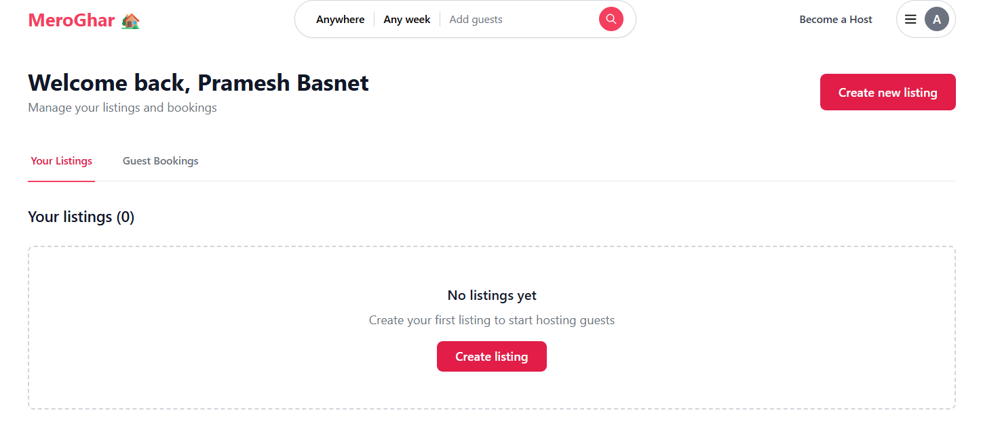 MeroGhar
Anywhere
Any week
Add guests
Become a Host
A
Welcome back, Pramesh Basnet
Manage your listings and bookings
Create new listing
Your Listings
Guest Bookings
Your listings (0)
No listings yet
Create your first listing to start hosting guests
Create listing